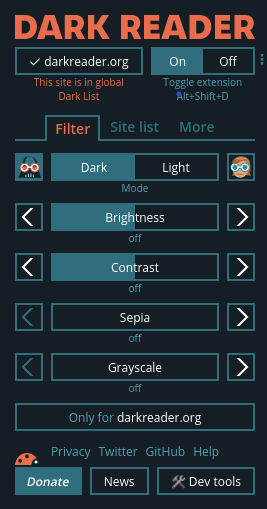 DARK READER
✓ darkreader.org On Off
This site is in global
Dark List
Toggle extension
Alt+Shift+D
Filter Site list More
Dark Light
Mode
Brightness
off
Contrast
off
Sepia
off
Grayscale
off
Only for darkreader.org
Privacy Twitter GitHub Help
Donate News 🛠 Dev tools